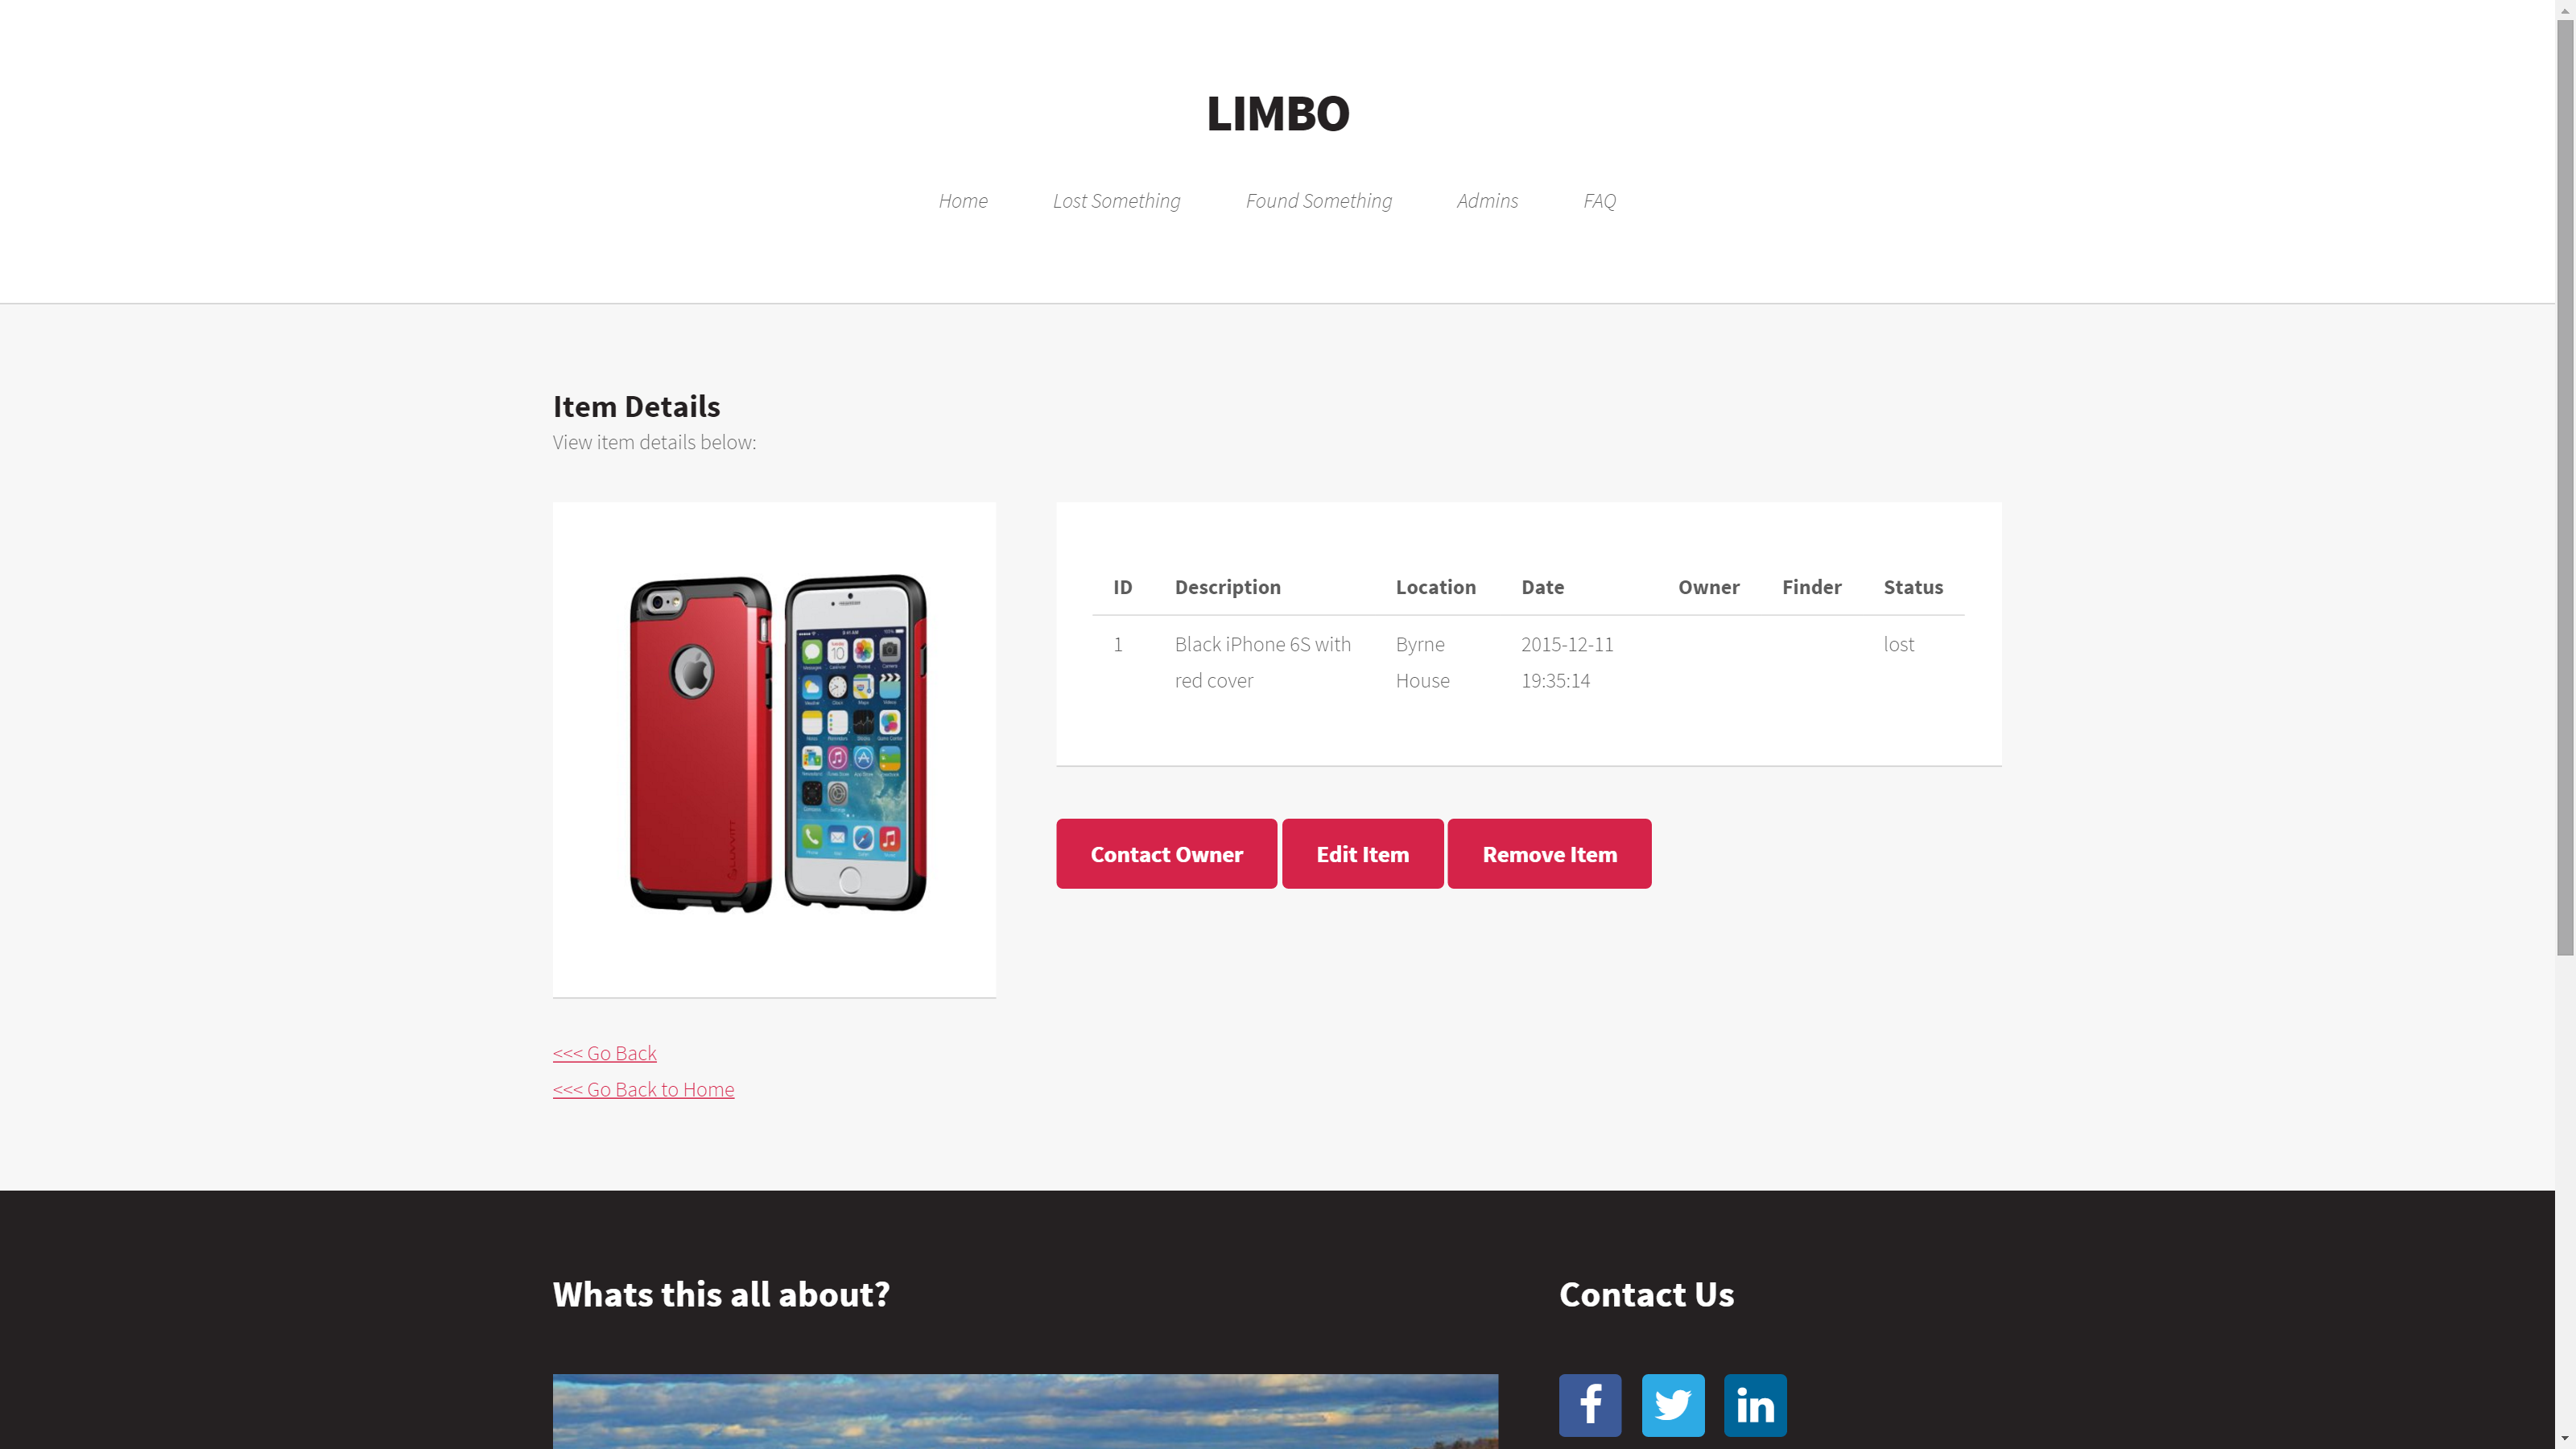 LIMBO
Home Lost Something Found Something Admins FAQ
Item Details
View item details below:
ID Description Location Date Owner Finder Status
1 Black iPhone 6S with Byrne 2015-12-11 lost
red cover House 19:35:14
Contact Owner Edit Item Remove Item
<<< Go Back
<<< Go Back to Home
Whats this all about? Contact Us